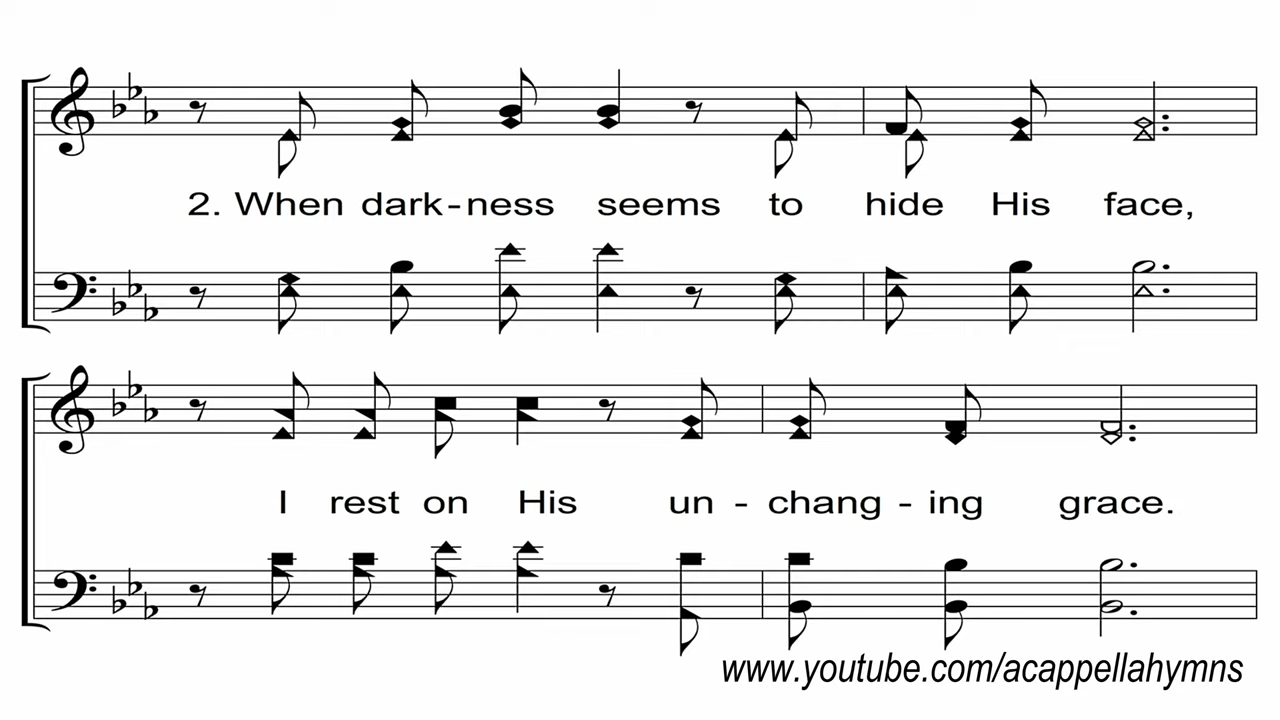 2. When dark-ness seems to hide His face,
I rest on His un - chang - ing grace.
www.youtube.com/acappellahymns